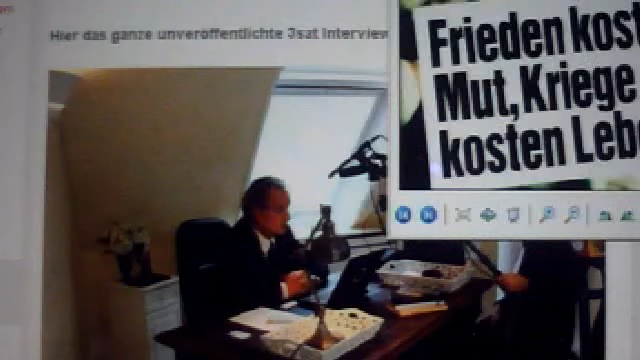 Hier das ganze unveröffentlichte 3sat Interview
Frieden kost
Mut, Kriege
kosten Leb